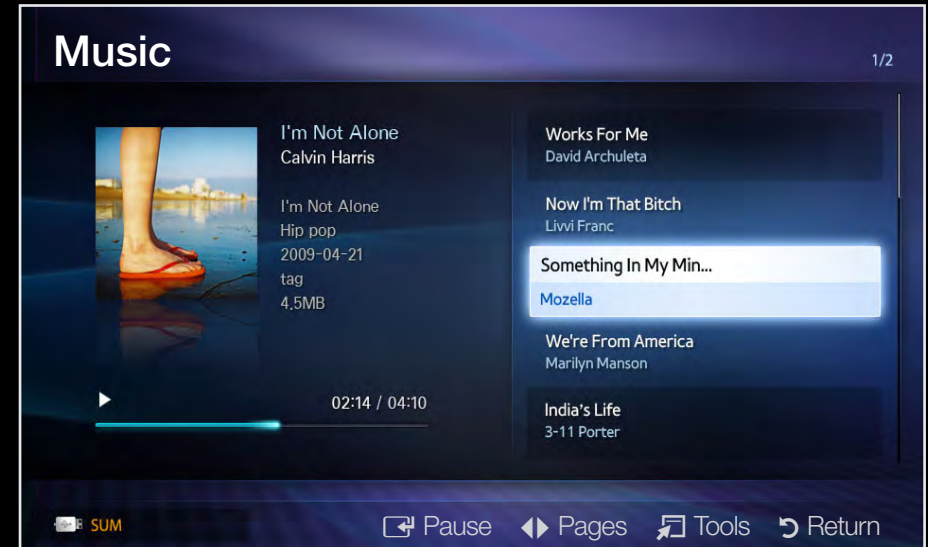 Music
1/2
I'm Not Alone
Calvin Harris
I'm Not Alone
Hip pop
2009-04-21
tag
4,5MB
02:14 / 04:10
Works For Me
David Archuleta
Now I'm That Bitch
Livvi Franc
Something In My Min...
Mozella
We're From America
Marilyn Manson
India's Life
3-11 Porter
SUM
Pause Pages Tools Return